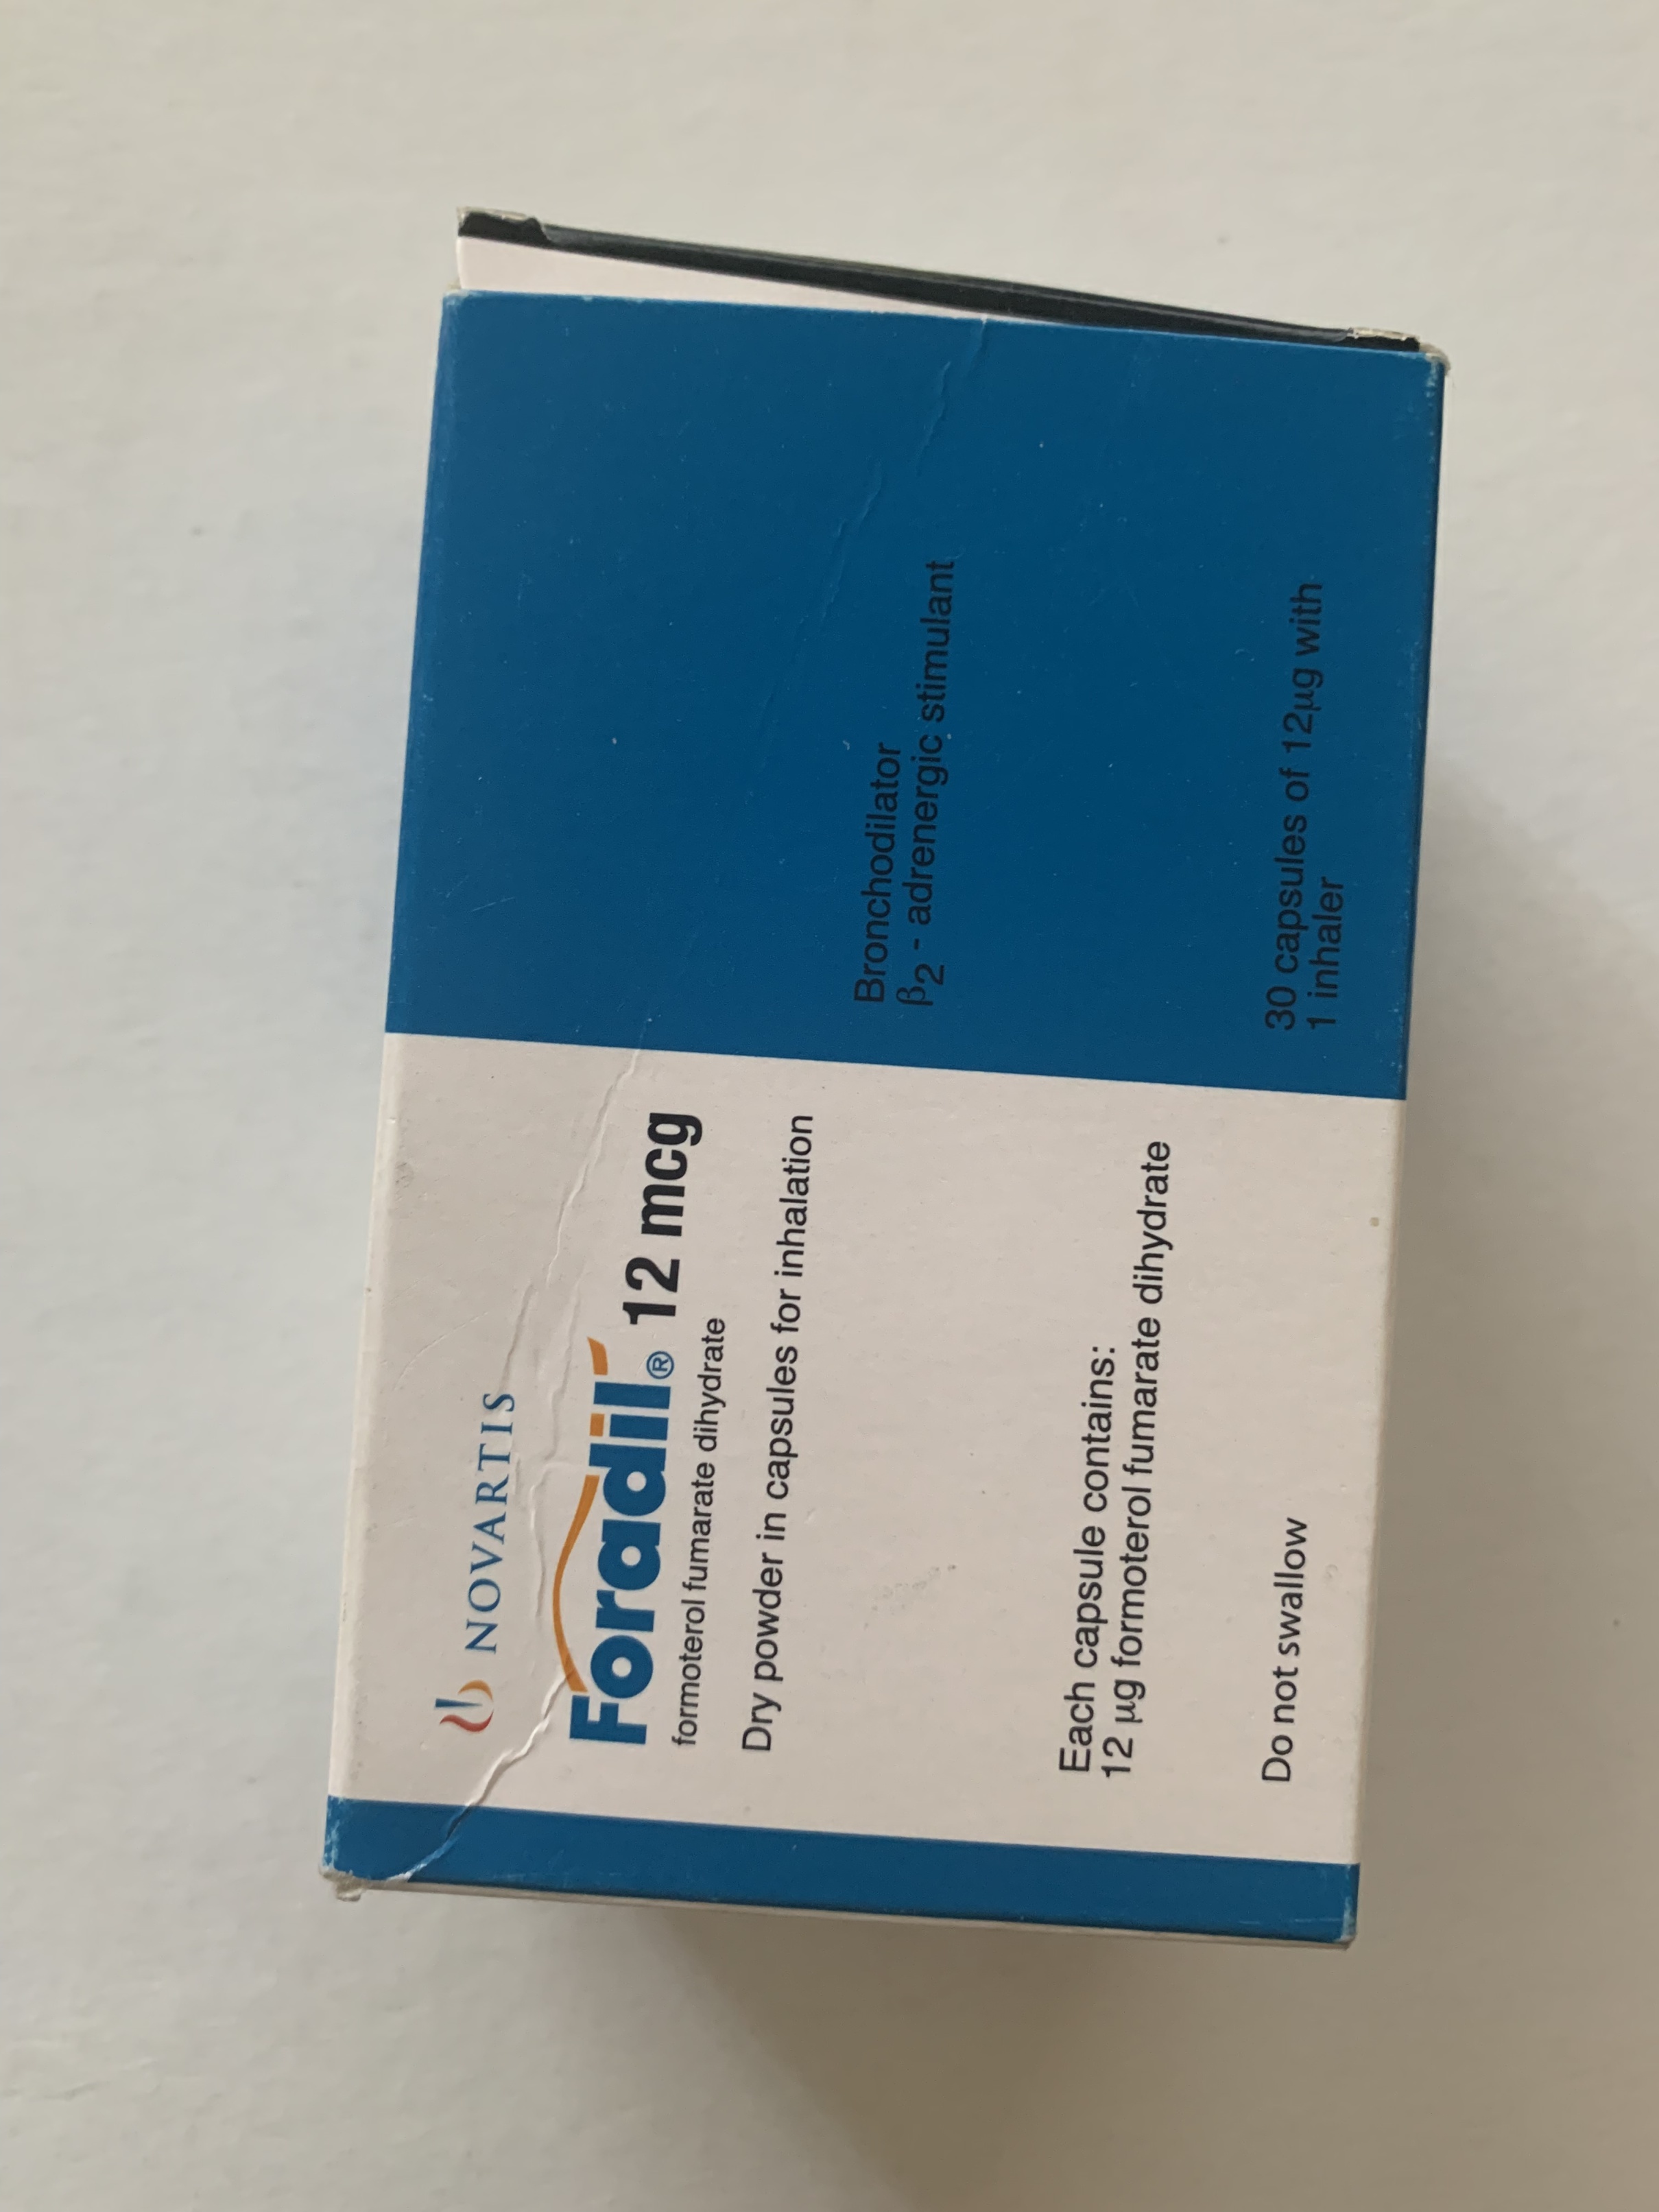 NOVARTIS
Foradil® 12 mcg
formoterol fumarate dihydrate
Dry powder in capsules for inhalation
Bronchodilator
β2 - adrenergic stimulant
Each capsule contains:
12 µg formoterol fumarate dihydrate
Do not swallow
30 capsules of 12µg with
1 inhaler